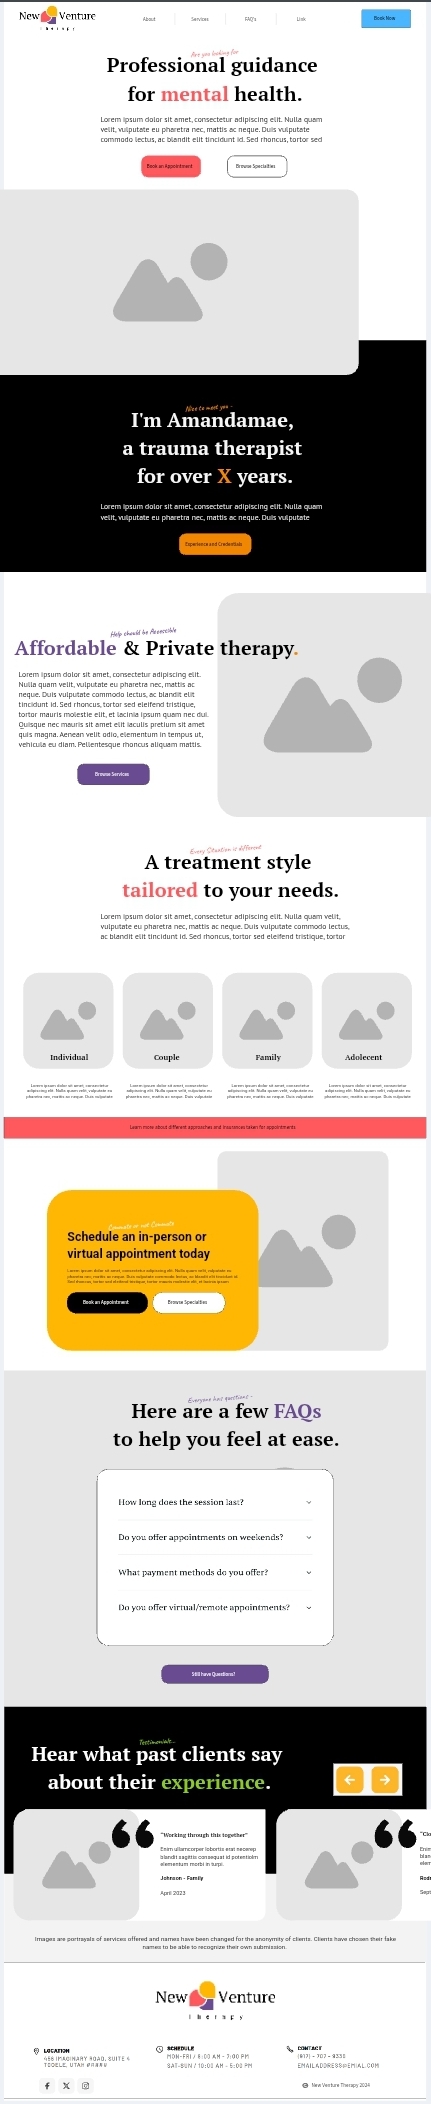 New Venture
Therapy
About
Services
FAQ's
Link
Book Now
Are you looking for
Professional guidance
for mental health.
Lorem ipsum dolor sit amet, consectetur adipiscing elit. Nulla quam
velit, vulputate eu pharetra nec, mattis ac neque. Duis vulputate
commodo lectus, ac blandit elit tincidunt id. Sed rhoncus, tortor sed
Book an Appointment
Browse Specialties
Nice to meet you -
I'm Amandamae,
a trauma therapist
for over X years.
Lorem ipsum dolor sit amet, consectetur adipiscing elit. Nulla quam
velit, vulputate eu pharetra nec, mattis ac neque. Duis vulputate
Experience and Credentials
Help should be Accessible
Affordable & Private therapy.
Lorem ipsum dolor sit amet, consectetur adipiscing elit.
Nulla quam velit, vulputate eu pharetra nec, mattis ac
neque. Duis vulputate commodo lectus, ac blandit elit
tincidunt id. Sed rhoncus, tortor sed eleifend tristique,
tortor mauris molestie elit, et lacinia ipsum quam nec dui.
Quisque nec mauris sit amet elit iaculis pretium sit amet
quis magna. Aenean velit odio, elementum in tempus ut,
vehicula eu diam. Pellentesque rhoncus aliquam mattis.
Browse Services
Every Situation is different
A treatment style
tailored to your needs.
Lorem ipsum dolor sit amet, consectetur adipiscing elit. Nulla quam velit,
vulputate eu pharetra nec, mattis ac neque. Duis vulputate commodo lectus,
ac blandit elit tincidunt id. Sed rhoncus, tortor sed eleifend tristique, tortor
Individual
Couple
Family
Adolecent
Lorem ipsum dolor sit amet, consectetur
adipiscing elit. Nulla quam velit, vulputate eu
pharetra nec, mattis ac neque. Duis vulputate
Lorem ipsum dolor sit amet, consectetur
adipiscing elit. Nulla quam velit, vulputate eu
pharetra nec, mattis ac neque. Duis vulputate
Lorem ipsum dolor sit amet, consectetur
adipiscing elit. Nulla quam velit, vulputate eu
pharetra nec, mattis ac neque. Duis vulputate
Lorem ipsum dolor sit amet, consectetur
adipiscing elit. Nulla quam velit, vulputate eu
pharetra nec, mattis ac neque. Duis vulputate
Learn more about different approaches and insurances taken for appointments
Commute or not Commute
Schedule an in-person or
virtual appointment today
Lorem ipsum dolor sit amet, consectetur adipiscing elit. Nulla quam velit, vulputate eu
pharetra nec, mattis ac neque. Duis vulputate commodo lectus, ac blandit elit tincidunt id.
Sed rhoncus, tortor sed eleifend tristique, tortor mauris molestie elit, et lacinia ipsum
Book an Appointment
Browse Specialties
Everyone has questions -
Here are a few FAQs
to help you feel at ease.
How long does the session last?
Do you offer appointments on weekends?
What payment methods do you offer?
Do you offer virtual/remote appointments?
Still have Questions?
Testimonials...
Hear what past clients say
about their experience.
"Working through this together"
Enim ullamcorper lobortis erat necerep
blandit sagittis consequat id potentiolm
elementum morbi in turpi.
Johnson - Family
April 2023
"Clo
Enim
blan
elem
Rodr
Sept
Images are portrayals of services offered and names have been changed for the anonymity of clients. Clients have chosen their fake
names to be able to recognize their own submission.
New Venture
Therapy
LOCATION
456 IMAGINARY ROAD, SUITE 4
TOOELE, UTAH #####
SCHEDULE
MON-FRI / 8:00 AM - 7:00 PM
SAT-SUN / 10:00 AM - 5:00 PM
CONTACT
(917) - 707 - 9330
EMAILADDRESS@EMIAL.COM
New Venture Therapy 2024